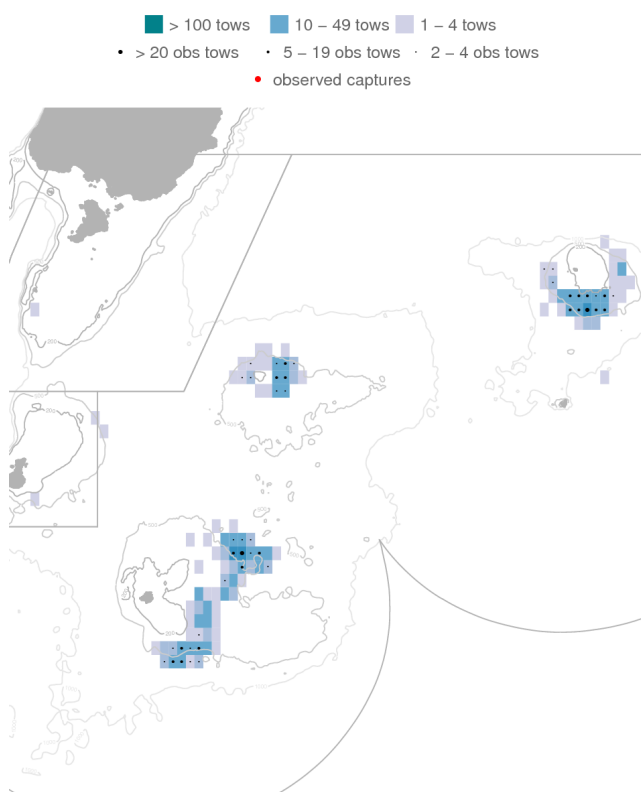 > 100 tows 10 – 49 tows 1 – 4 tows
> 20 obs tows 5 – 19 obs tows 2 – 4 obs tows
observed captures